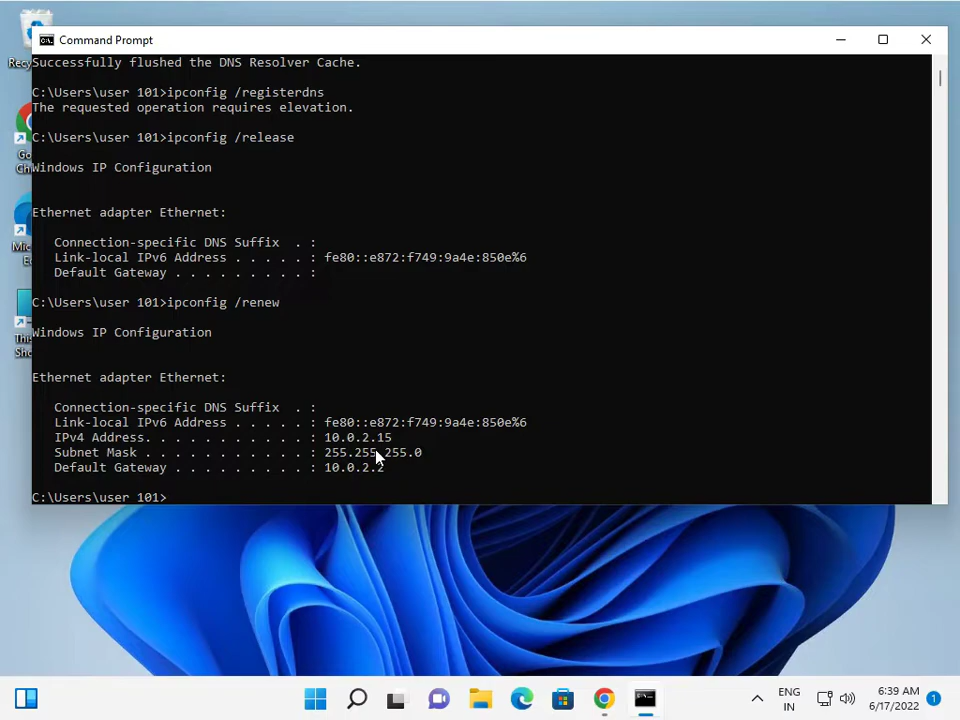 Command Prompt
Successfully flushed the DNS Resolver Cache.
C:\Users\user 101>ipconfig /registerdns
The requested operation requires elevation.
C:\Users\user 101>ipconfig /release
Windows IP Configuration
Ethernet adapter Ethernet:
Connection-specific DNS Suffix . :
Link-local IPv6 Address . . . . . : fe80::e872:f749:9a4e:850e%6
Default Gateway . . . . . . . . . :
C:\Users\user 101>ipconfig /renew
Windows IP Configuration
Ethernet adapter Ethernet:
Connection-specific DNS Suffix . :
Link-local IPv6 Address . . . . . : fe80::e872:f749:9a4e:850e%6
IPv4 Address. . . . . . . . . . . : 10.0.2.15
Subnet Mask . . . . . . . . . . . : 255.255.255.0
Default Gateway . . . . . . . . . : 10.0.2.2
C:\Users\user 101>
ENG
IN
6:39 AM
6/17/2022
1